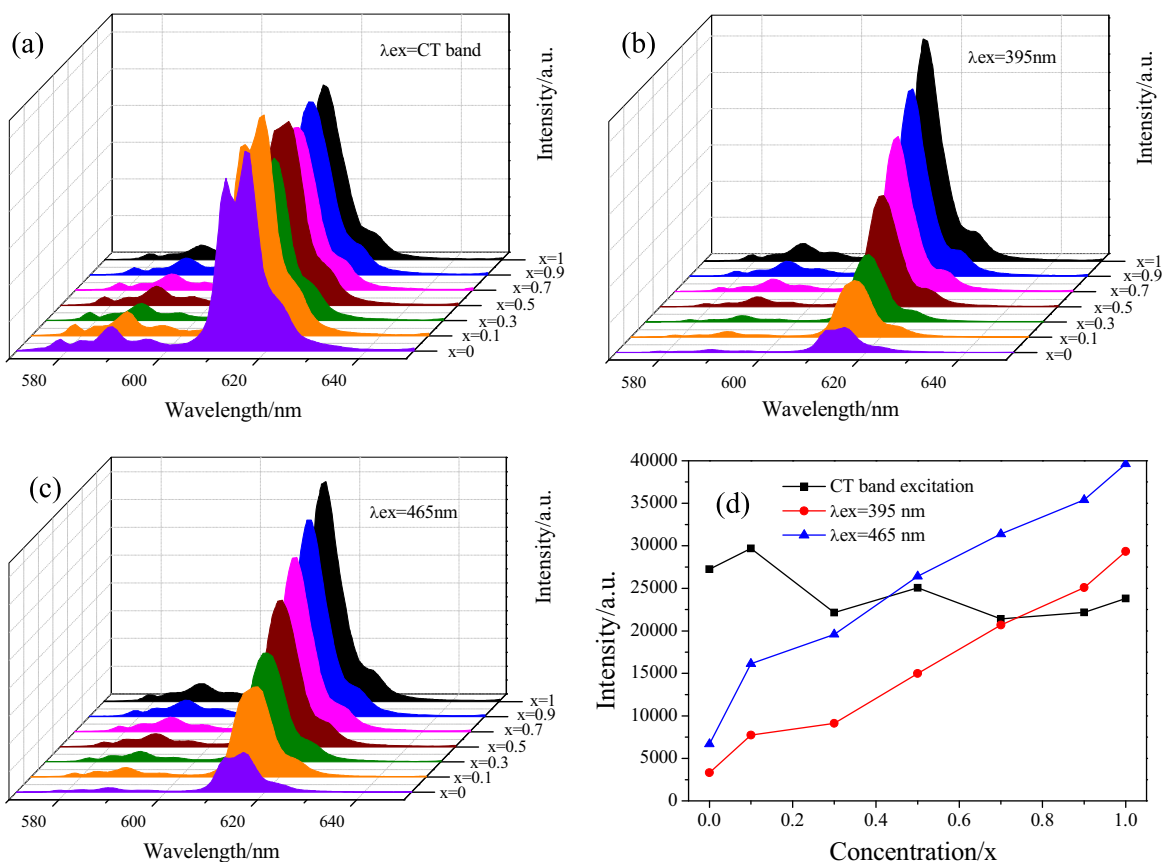 (a)
λex=CT band
Intensity/a.u.
x=1
x=0.9
x=0.7
x=0.5
x=0.3
x=0.1
x=0
580 600 620 640
Wavelength/nm
(b)
λex=395nm
Intensity/a.u.
x=1
x=0.9
x=0.7
x=0.5
x=0.3
x=0.1
x=0
580 600 620 640
Wavelength/nm
(c)
λex=465nm
Intensity/a.u.
x=1
x=0.9
x=0.7
x=0.5
x=0.3
x=0.1
x=0
580 600 620 640
Wavelength/nm
(d)
CT band excitation
λex=395 nm
λex=465 nm
Intensity/a.u.
40000
35000
30000
25000
20000
15000
10000
5000
0
0.0 0.2 0.4 0.6 0.8 1.0
Concentration/x